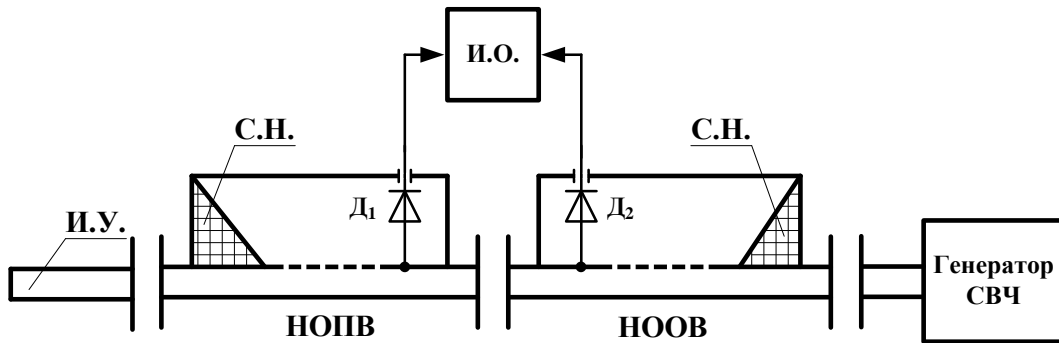 И.О.
С.Н.
С.Н.
Д₁
Д₂
И.У.
Генератор
СВЧ
НОПВ
НООВ